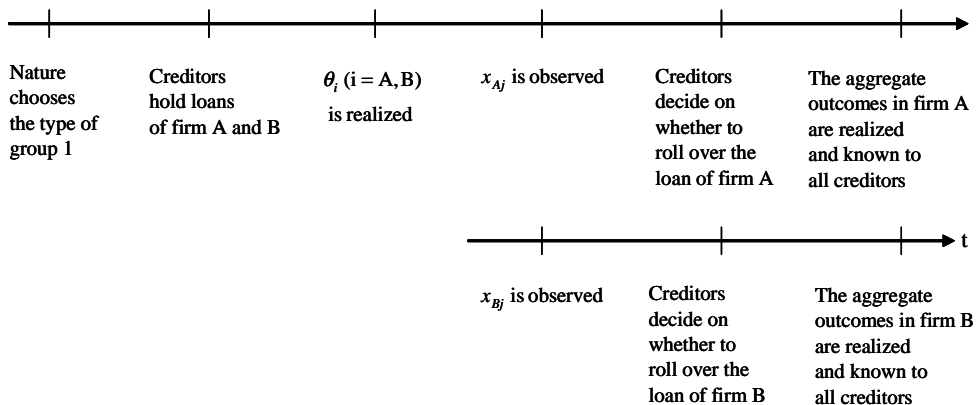 Nature
chooses
the type of
group 1
Creditors
hold loans
of firm A and B
θ_i (i = A, B)
is realized
x_Aj is observed
Creditors
decide on
whether to
roll over the
loan of firm A
The aggregate
outcomes in firm A
are realized
and known to
all creditors
t
x_Bj is observed
Creditors
decide on
whether to
roll over the
loan of firm B
The aggregate
outcomes in firm B
are realized
and known to
all creditors